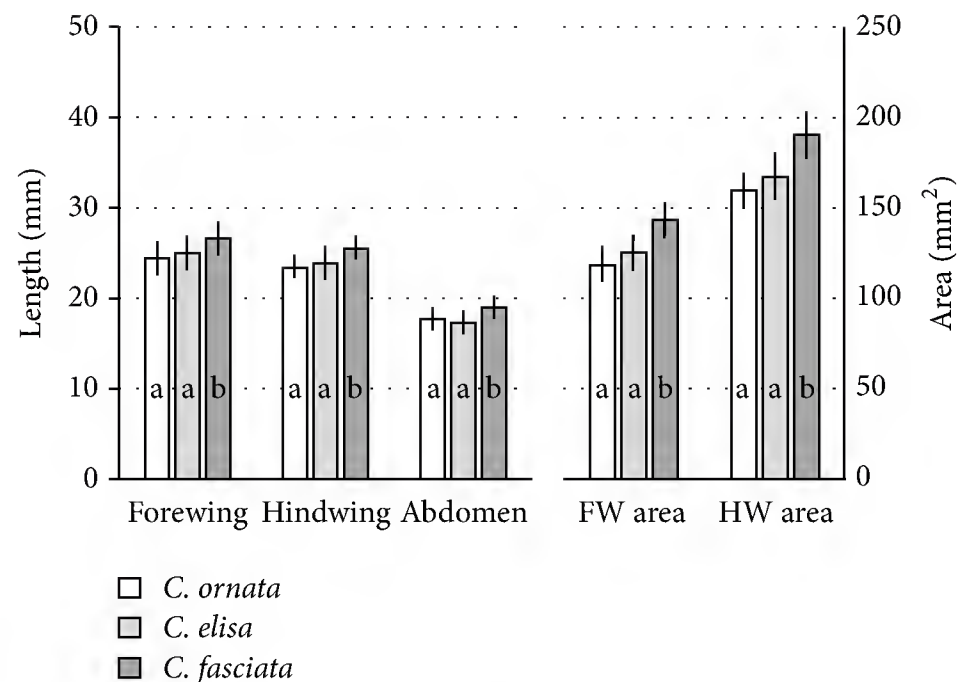 50
40
30
20
10
0
Length (mm)
250
200
150
100
50
0
Area (mm²)
a a b a a b a a b a a b a a b
Forewing Hindwing Abdomen FW area HW area
C. ornata
C. elisa
C. fasciata